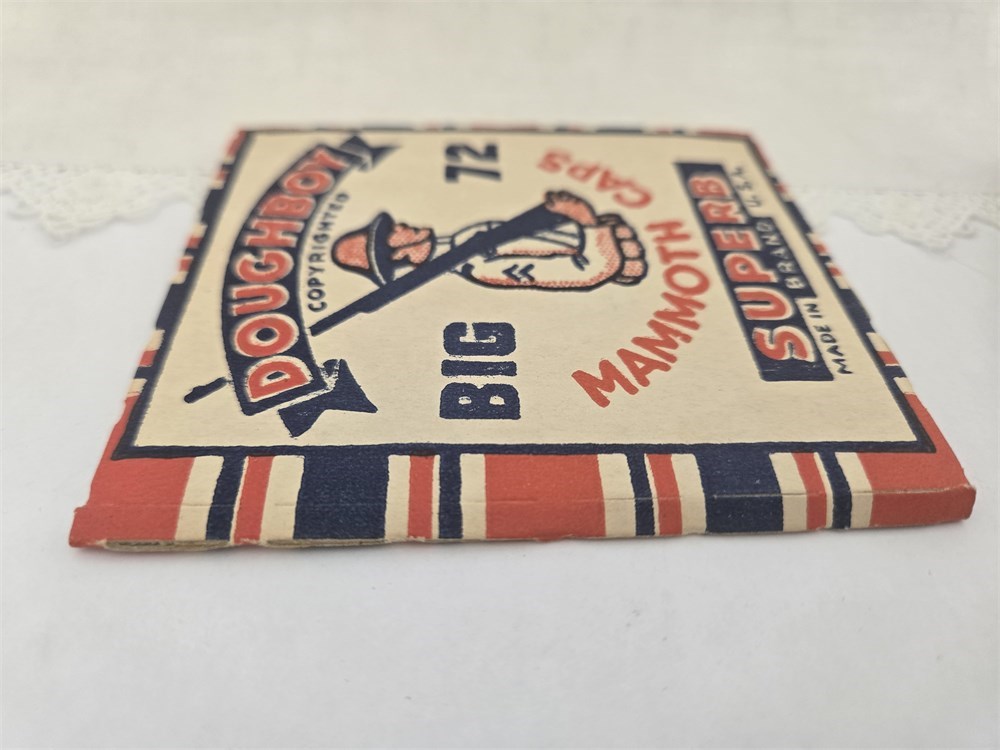 DOUGHBOY
COPYRIGHTED
BIG 72
MAMMOTH CAPS
SUPERB
BRAND
MADE IN U.S.A.